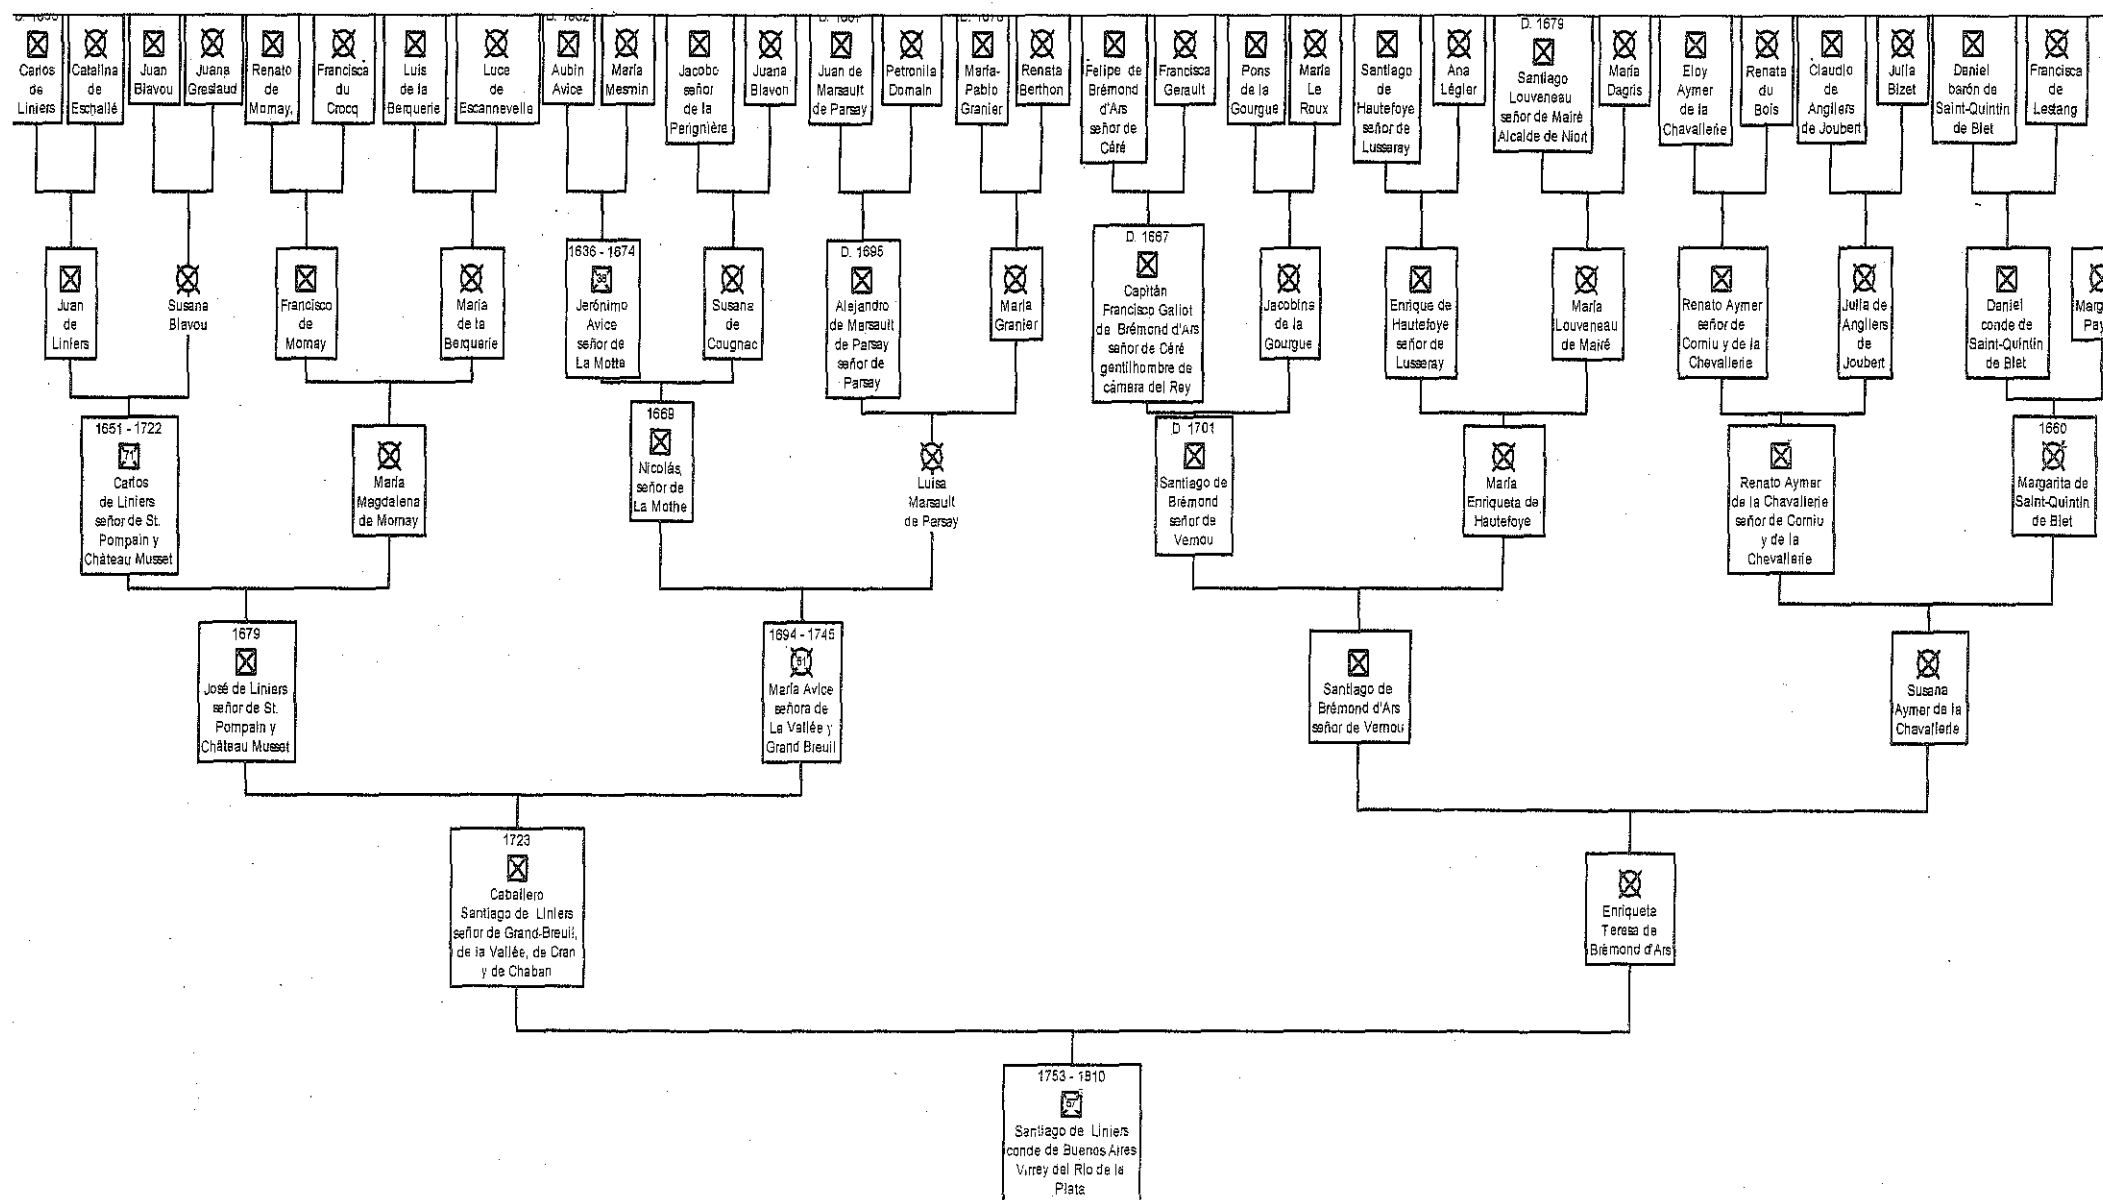 Carlos
de
Liniers
Catalina
de
Eschallé
Juan
Blavou
Juana
Greslaud
Renato
de
Mornay,
Francisca
du
Crocq
Luis
de la
Berquerie
Luce
de
Escannevelle
Aubin
Avice
María
Mesmin
Jacobo
señor
de la
Perignière
Juana
Blavon
Juan de
Marsault
de Parsay
Petronila
Domain
María-
Pablo
Granier
Renata
Berthon
Felipe de
Brémond
d'Ars
señor de
Céré
Francisca
Gerault
Pons
de la
Gourgue
María
Le
Roux
Santiago
de
Hautefoye
señor de
Lusseray
Ana
Légier
D. 1679
Santiago
Louveneau
señor de Mairé
Alcalde de Niort
María
Dagris
Eloy
Aymer
de la
Chavallerie
Renata
du
Bois
Claudio
de
Angliers
de Joubert
Julia
Bizet
Daniel
barón de
Saint-Quintin
de Blet
Francisca
de
Lestang
Juan
de
Liniers
Susana
Blavou
Francisco
de
Mornay
María
de la
Berquerie
1636 - 1674
38
Jerónimo
Avice
señor de
La Motte
Susana
de
Cougnac
D. 1695
Alejandro
de Marsault
de Parsay
señor de
Parsay
María
Granier
D. 1667
Capitán
Francisco Galiot
de Brémond d'Ars
señor de Céré
gentilhombre de
cámara del Rey
Jacobina
de la
Gourgue
Enrique de
Hautefoye
señor de
Lusseray
María
Louveneau
de Mairé
Renato Aymer
señor de
Corniu y de la
Chevallerie
Julia de
Angliers
de
Joubert
Daniel
conde de
Saint-Quintin
de Blet
Marg
Pay
1651 - 1722
71
Carlos
de Liniers
señor de St.
Pompain y
Château Musset
María
Magdalena
de Mornay
1669
Nicolás,
señor de
La Mothe
Luisa
Marsault
de Parsay
D. 1701
Santiago de
Brémond
señor de
Vernou
María
Enriqueta de
Hautefoye
Renato Aymer
de la Chavallerie
señor de Corniu
y de la
Chevallerie
1660
Margarita de
Saint-Quintin
de Blet
1679
José de Liniers
señor de St.
Pompain y
Château Musset
1694 - 1745
51
María Avice
señora de
La Vallée y
Grand Breuil
Santiago de
Brémond d'Ars
señor de Vernou
Susana
Aymer de la
Chavallerie
1723
Caballero
Santiago de Liniers
señor de Grand-Breuil,
de la Vallée, de Cran
y de Chaban
Enriqueta
Teresa de
Brémond d'Ars
1753 - 1810
57
Santiago de Liniers
conde de Buenos Aires
Virrey del Río de la
Plata